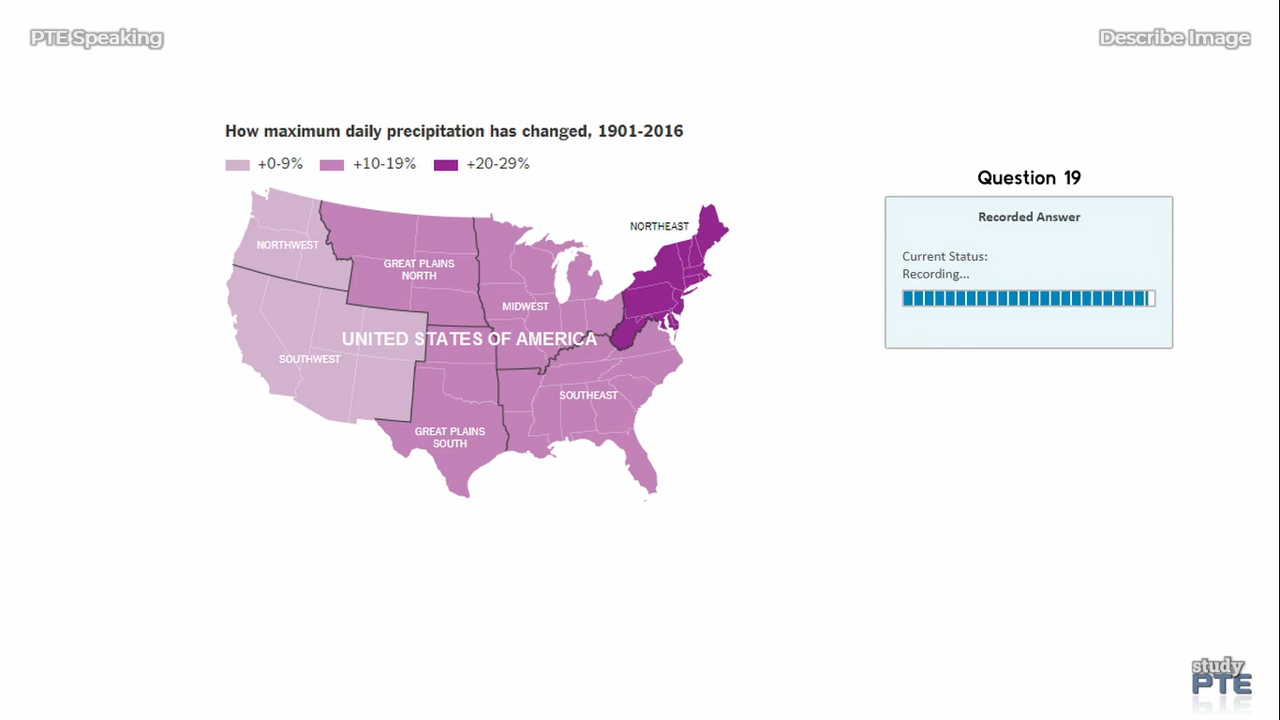 PTE Speaking
Describe Image
How maximum daily precipitation has changed, 1901-2016
+0-9% +10-19% +20-29%
NORTHEAST
NORTHWEST
GREAT PLAINS
NORTH
MIDWEST
UNITED STATES OF AMERICA
SOUTHWEST
SOUTHEAST
GREAT PLAINS
SOUTH
Question 19
Recorded Answer
Current Status:
Recording...
study
PTE